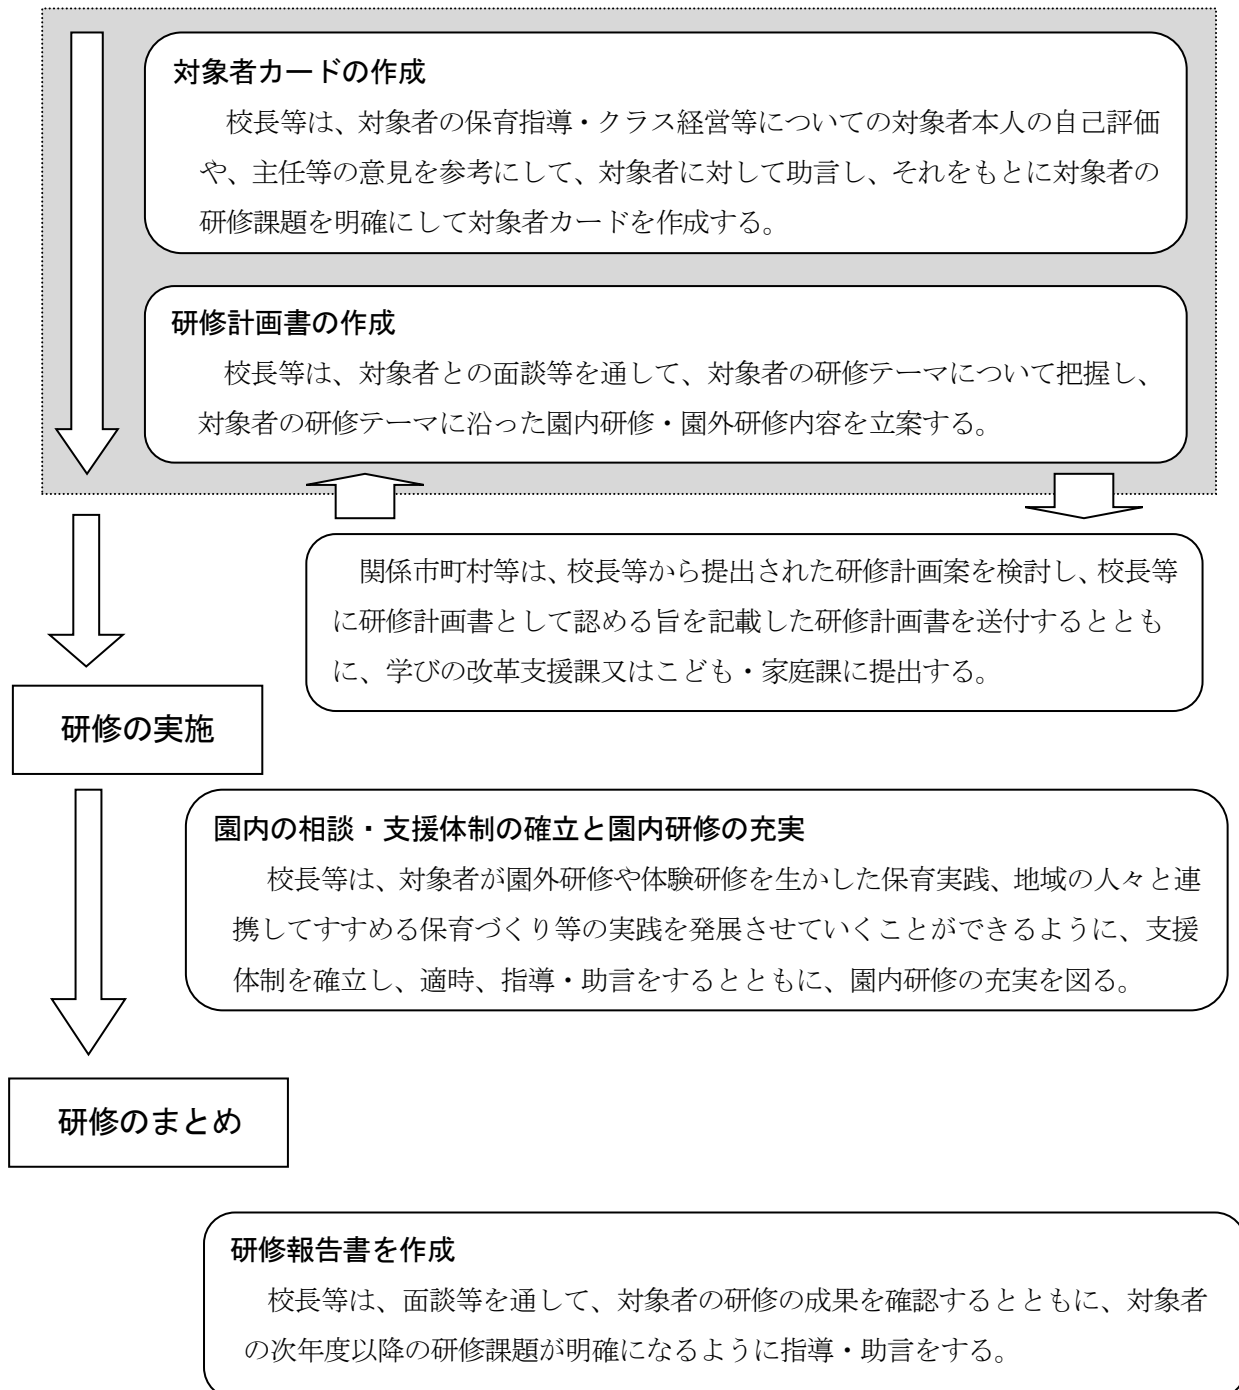 対象者カードの作成
校長等は、対象者の保育指導・クラス経営等についての対象者本人の自己評価
や、主任等の意見を参考にして、対象者に対して助言し、それをもとに対象者の
研修課題を明確にして対象者カードを作成する。
研修計画書の作成
校長等は、対象者との面談等を通して、対象者の研修テーマについて把握し、
対象者の研修テーマに沿った園内研修・園外研修内容を立案する。
関係市町村等は、校長等から提出された研修計画案を検討し、校長等
に研修計画書として認める旨を記載した研修計画書を送付するととも
に、学びの改革支援課又はこども・家庭課に提出する。
研修の実施
園内の相談・支援体制の確立と園内研修の充実
校長等は、対象者が園外研修や体験研修を生かした保育実践、地域の人々と連
携してすすめる保育づくり等の実践を発展させていくことができるように、支援
体制を確立し、適時、指導・助言をするとともに、園内研修の充実を図る。
研修のまとめ
研修報告書を作成
校長等は、面談等を通して、対象者の研修の成果を確認するとともに、対象者
の次年度以降の研修課題が明確になるように指導・助言をする。